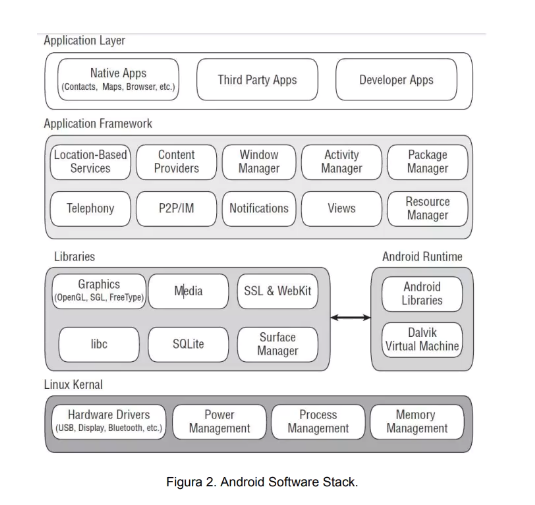 Application Layer
Native Apps
(Contacts, Maps, Browser, etc.)
Third Party Apps
Developer Apps
Application Framework
Location-Based
Services
Content
Providers
Window
Manager
Activity
Manager
Package
Manager
Telephony
P2P/IM
Notifications
Views
Resource
Manager
Libraries
Graphics
(OpenGL, SGL, FreeType)
Media
SSL & WebKit
libc
SQLite
Surface
Manager
Android Runtime
Android
Libraries
Dalvik
Virtual Machine
Linux Kernal
Hardware Drivers
(USB, Display, Bluetooth, etc.)
Power
Management
Process
Management
Memory
Management
Figura 2. Android Software Stack.